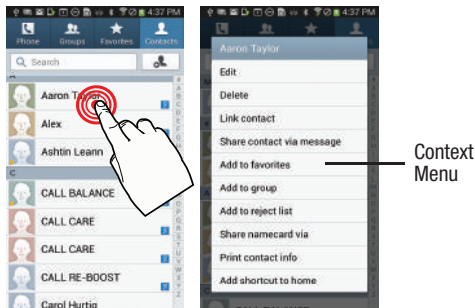 4:37 PM
Phone Groups Favorites Contacts
Search
A
Aaron Taylor
Alex
Ashtin Leann
C
CALL BALANCE
CALL CARE
CALL CARE
CALL RE-BOOST
Carol Hurtig
4:37 PM
Aaron Taylor
Edit
Delete
Link contact
Share contact via message
Add to favorites
Add to group
Add to reject list
Share namecard via
Print contact info
Add shortcut to home
Context
Menu